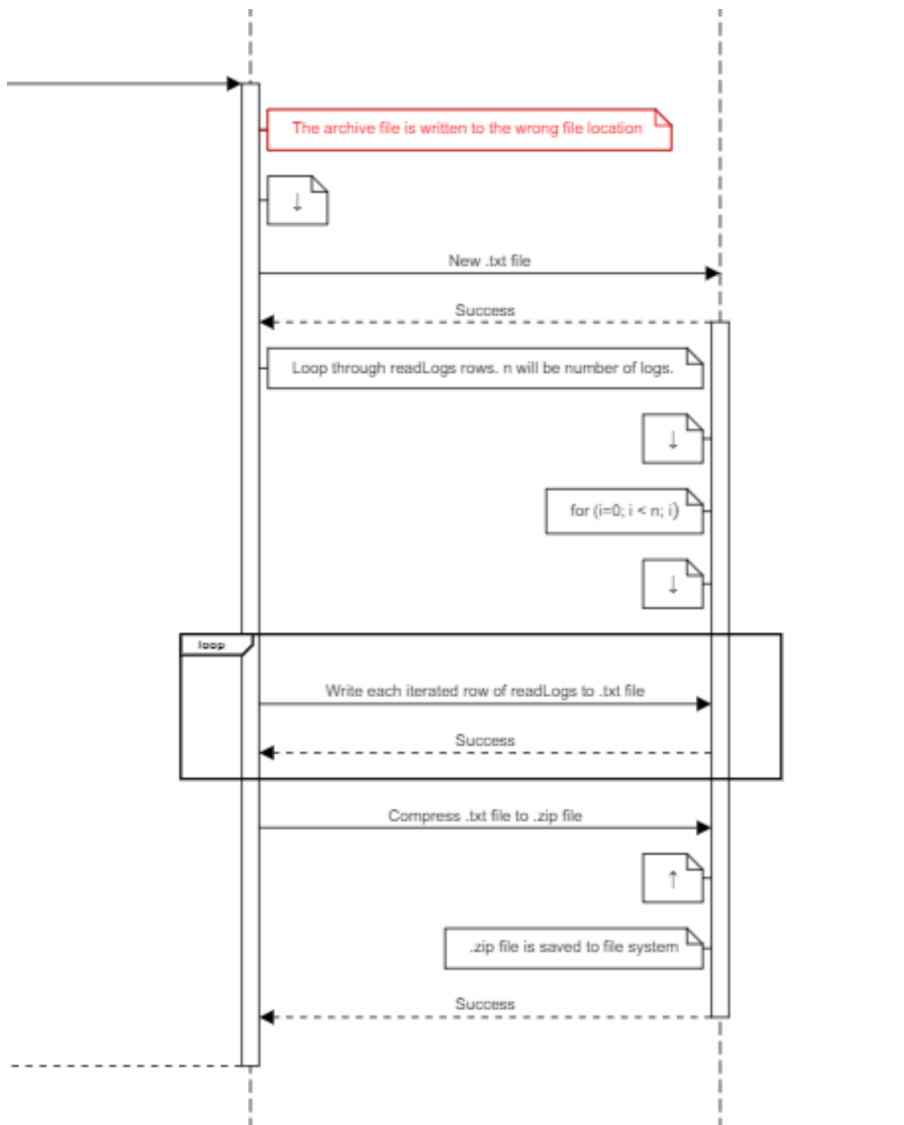 The archive file is written to the wrong file location
↓
New .txt file
Success
Loop through readLogs rows. n will be number of logs.
↓
for (i=0; i < n; i)
↓
loop
Write each iterated row of readLogs to .txt file
Success
Compress .txt file to .zip file
↑
.zip file is saved to file system
Success